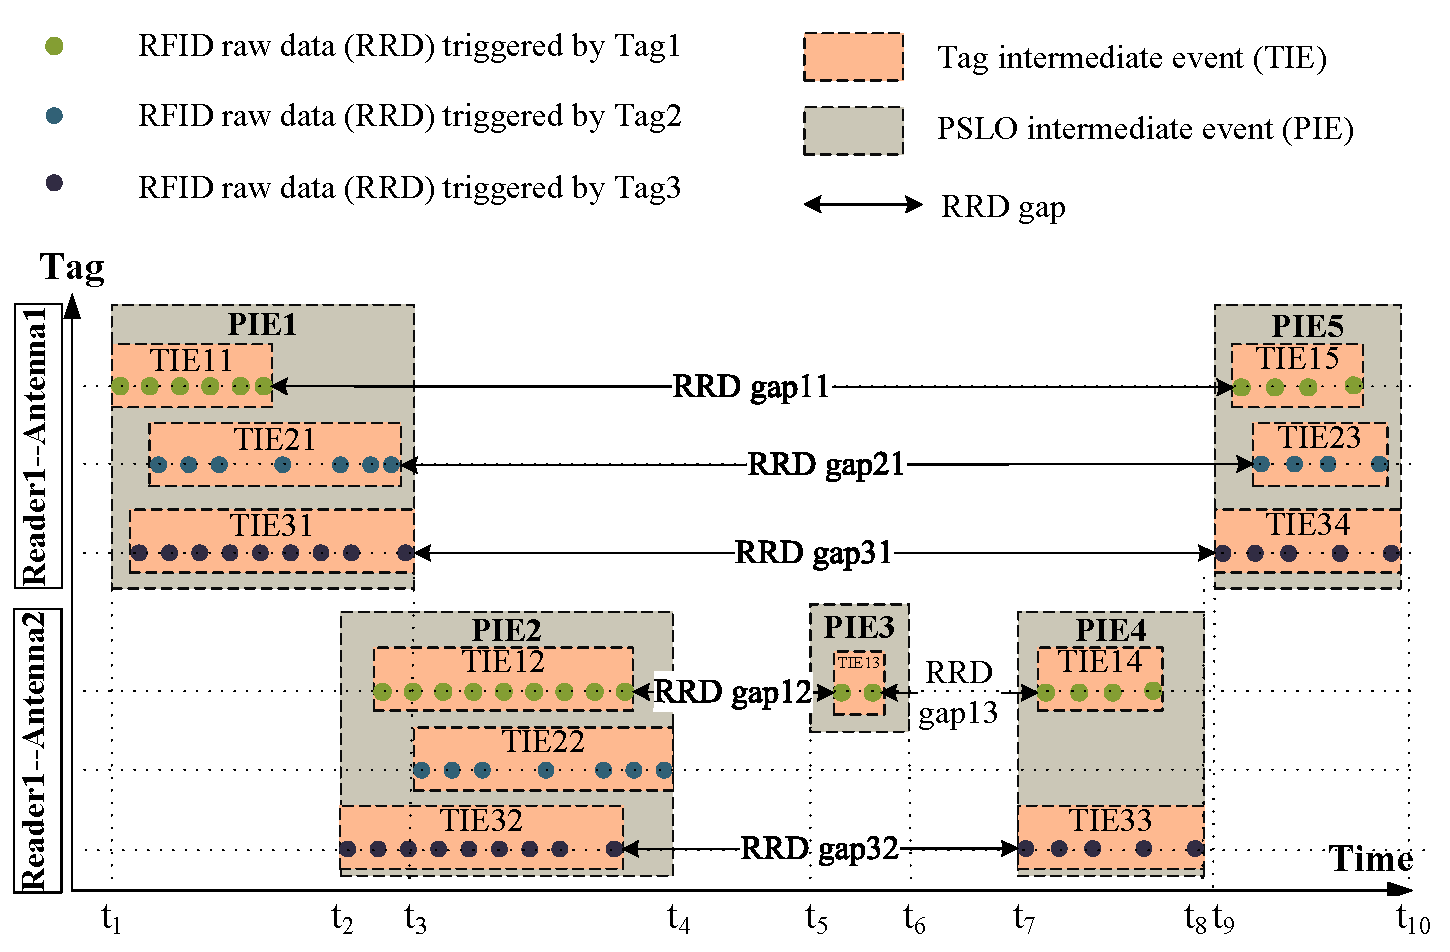 RFID raw data (RRD) triggered by Tag1
RFID raw data (RRD) triggered by Tag2
RFID raw data (RRD) triggered by Tag3
Tag intermediate event (TIE)
PSLO intermediate event (PIE)
RRD gap
Tag
Reader1--Antenna1
PIE1
TIE11
RRD gap11
PIE5
TIE15
TIE21
RRD gap21
TIE23
TIE31
RRD gap31
TIE34
Reader1--Antenna2
PIE2
TIE12
RRD gap12
PIE3
TIE13
RRD
gap13
PIE4
TIE14
TIE22
TIE32
RRD gap32
TIE33
Time
t1 t2 t3 t4 t5 t6 t7 t8 t9 t10